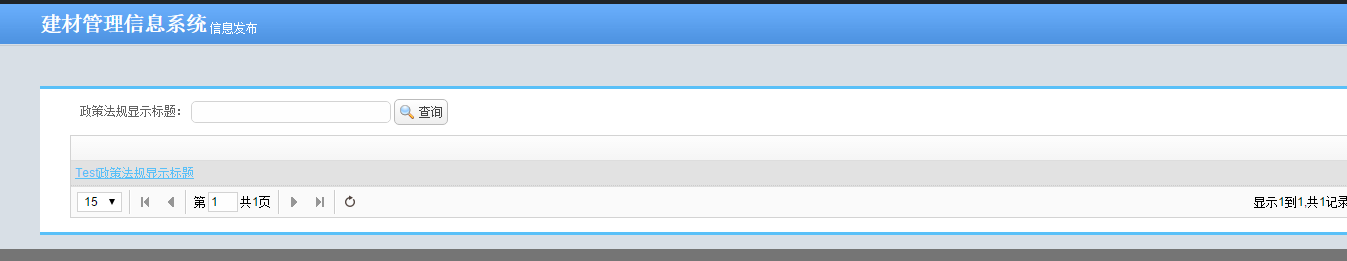 建材管理信息系统 信息发布
政策法规显示标题： 查询
Test政策法规显示标题
15 第 1 共1页 显示1到1,共1记录